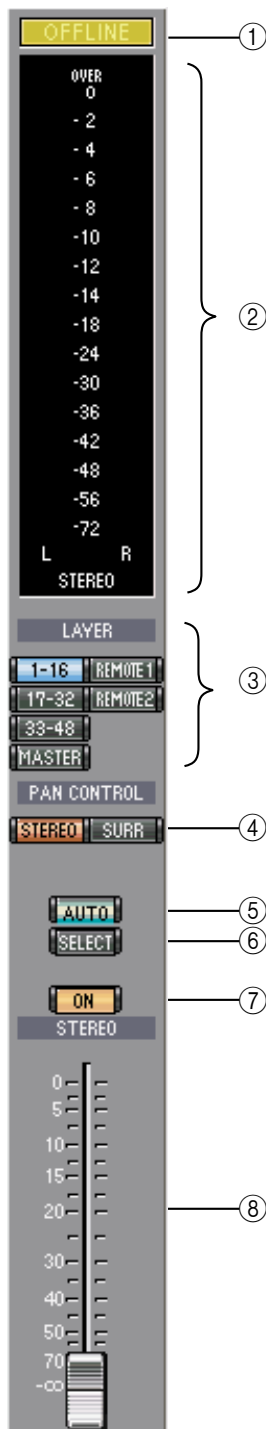 OFFLINE ①
OVER
0
- 2
- 4
- 6
- 8
-10
-12
-14
-18
-24
-30
-36
-42
-48
-56
-72
L R
STEREO
②
LAYER
1-16 REMOTE1
17-32 REMOTE2
33-48
MASTER
③
PAN CONTROL
STEREO SURR ④
AUTO ⑤
SELECT ⑥
ON ⑦
STEREO
0
5
10
15
20
30
40
50
70
-∞
⑧